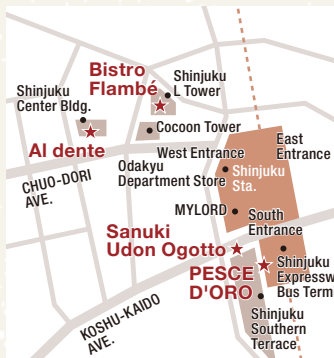 Bistro
Flambé
Shinjuku
L Tower
Shinjuku
Center Bldg.
Cocoon Tower
Al dente
East
Entrance
West Entrance
Odakyu
Department Store
Shinjuku
Sta.
CHUO-DORI
AVE.
MYLORD
South
Entrance
Sanuki
Udon Ogotto
PESCE
D'ORO
Shinjuku
Bus Term
KOSHU-KAIDO
AVE.
Shinjuku
Southern
Terrace